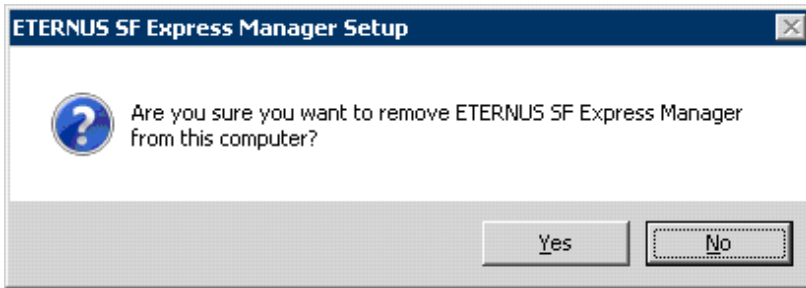 ETERNUS SF Express Manager Setup
Are you sure you want to remove ETERNUS SF Express Manager
from this computer?
Yes No